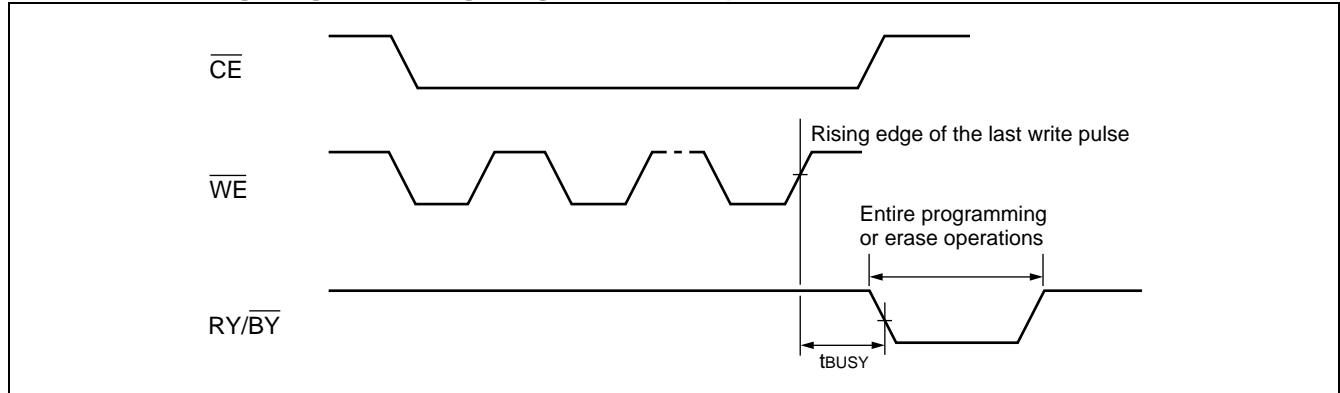 CE
Rising edge of the last write pulse
WE
Entire programming
or erase operations
RY/BY
tBUSY